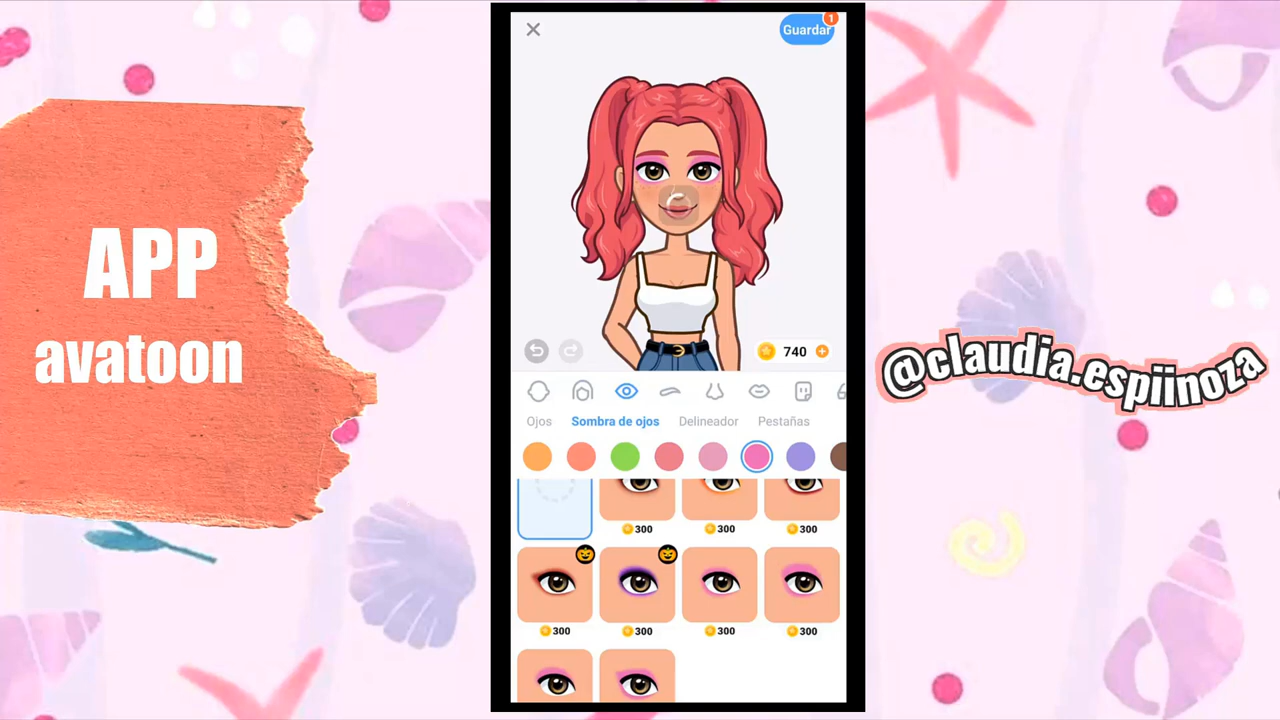 APP
avatoon
1
Guardar
740
Ojos
Sombra de ojos
Delineador
Pestañas
300
300
300
300
300
300
300
@claudia.espiinoza